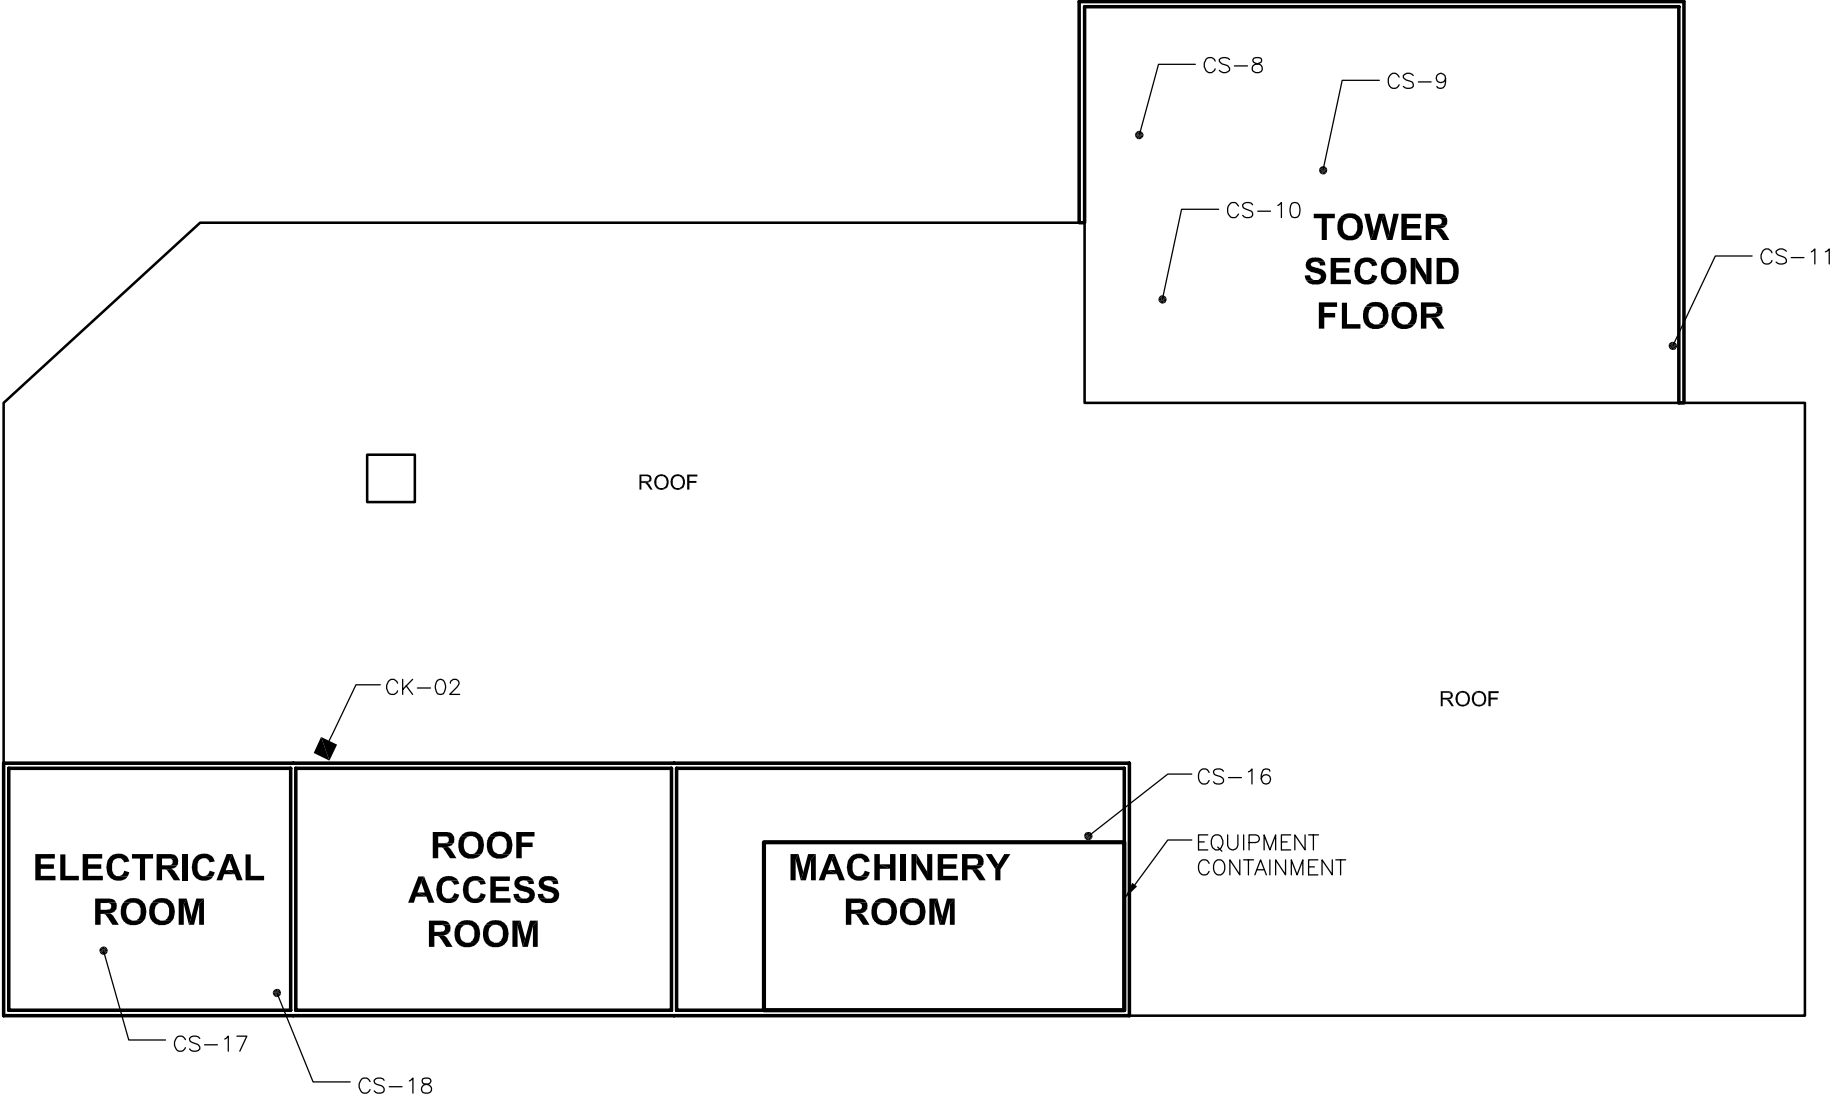 CS-8
CS-9
CS-10
TOWER
SECOND
FLOOR
CS-11
ROOF
CK-02
ROOF
CS-16
EQUIPMENT
CONTAINMENT
ELECTRICAL
ROOM
ROOF
ACCESS
ROOM
MACHINERY
ROOM
CS-17
CS-18